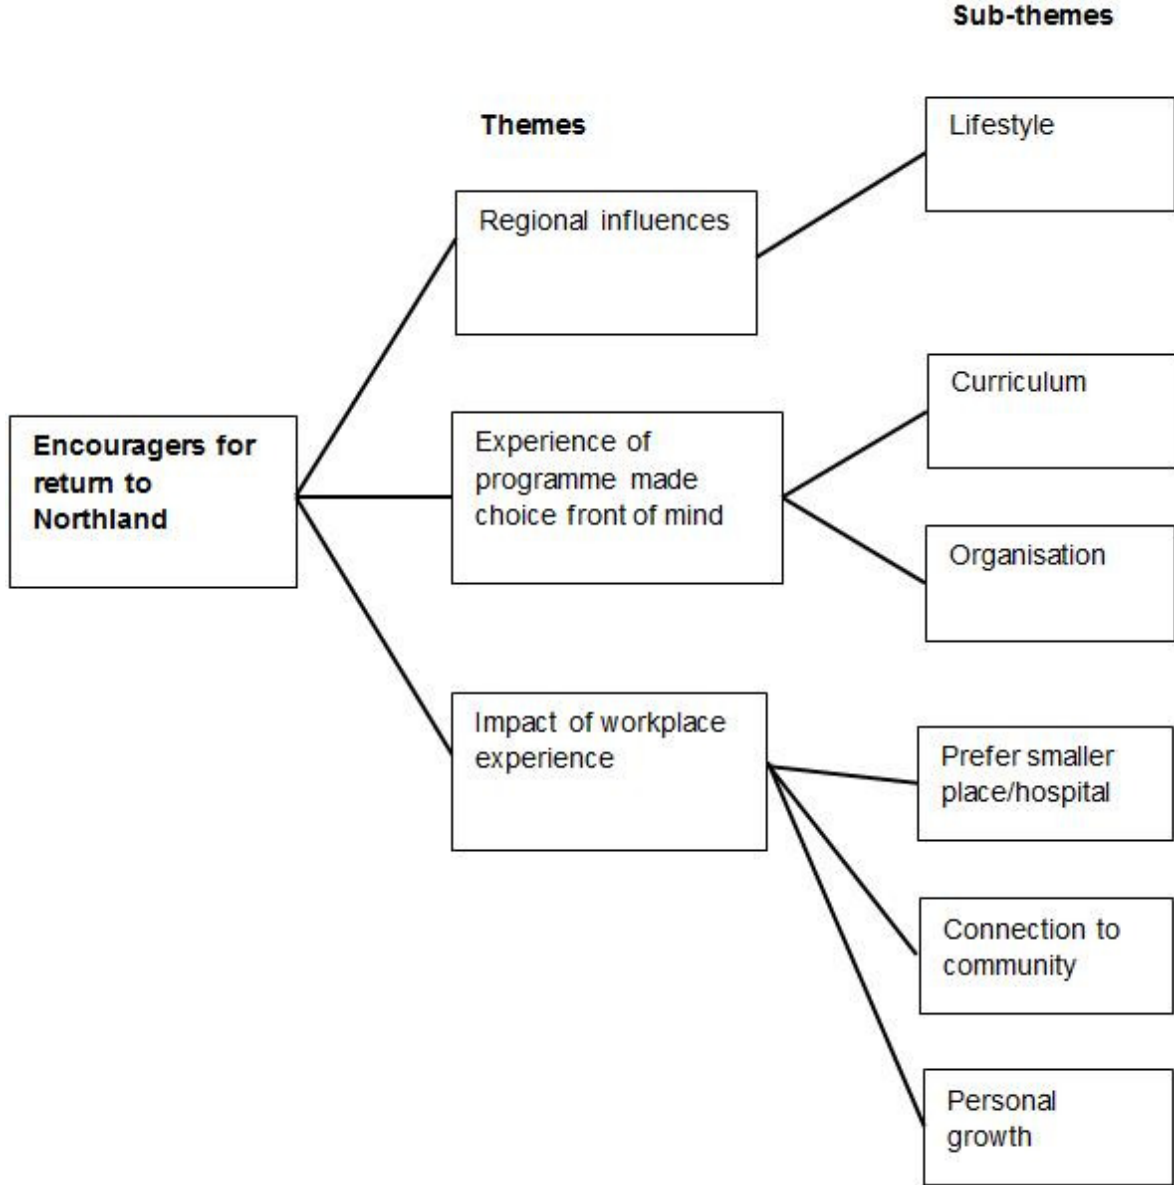 Sub-themes
Themes
Lifestyle
Regional influences
Curriculum
Encouragers for
return to
Northland
Experience of
programme made
choice front of mind
Organisation
Impact of workplace
experience
Prefer smaller
place/hospital
Connection to
community
Personal
growth